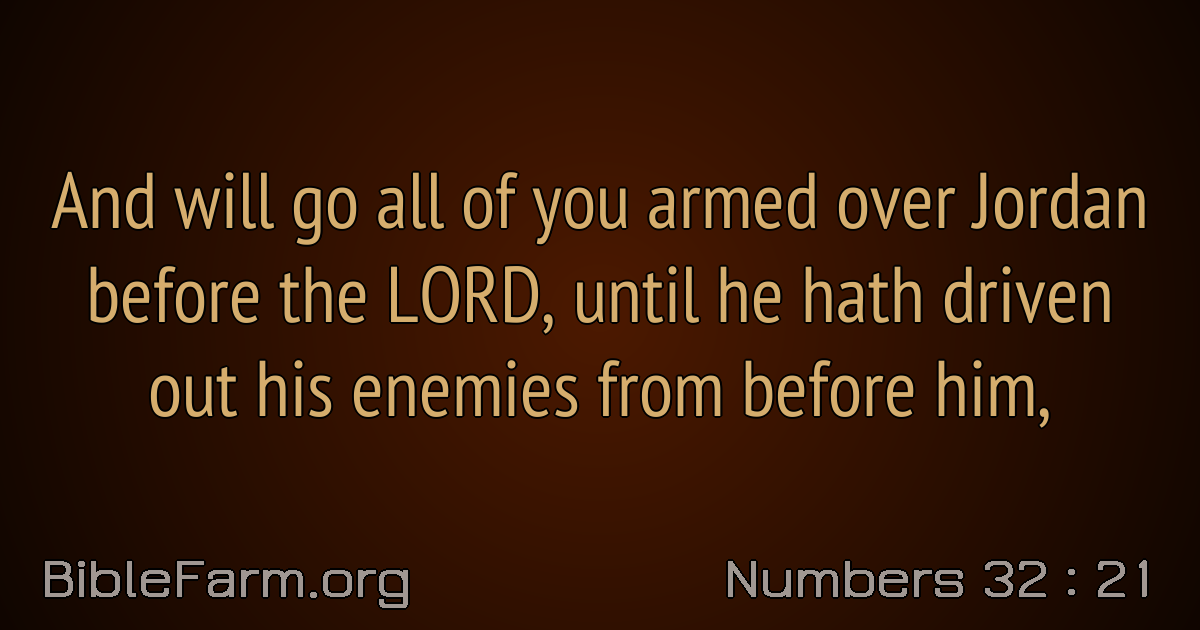 And will go all of you armed over Jordan
before the LORD, until he hath driven
out his enemies from before him,
BibleFarm.org
Numbers 32 : 21